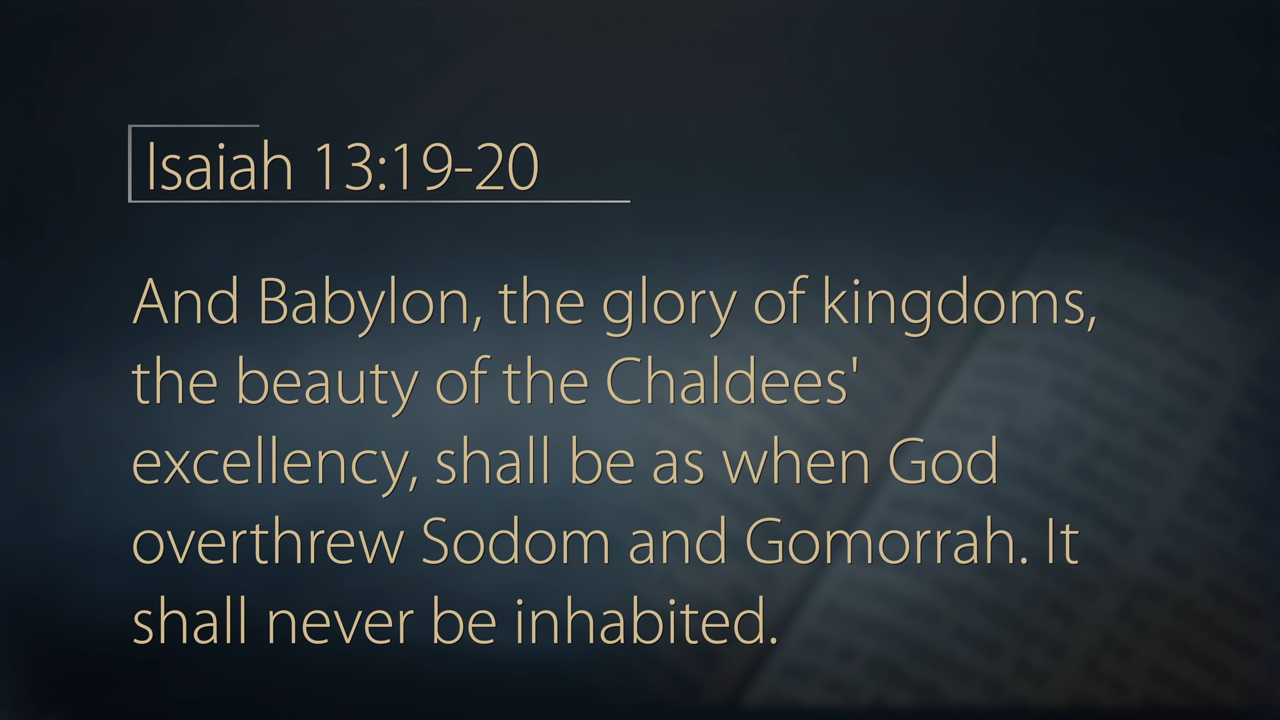 Isaiah 13:19-20
And Babylon, the glory of kingdoms,
the beauty of the Chaldees'
excellency, shall be as when God
overthrew Sodom and Gomorrah. It
shall never be inhabited.